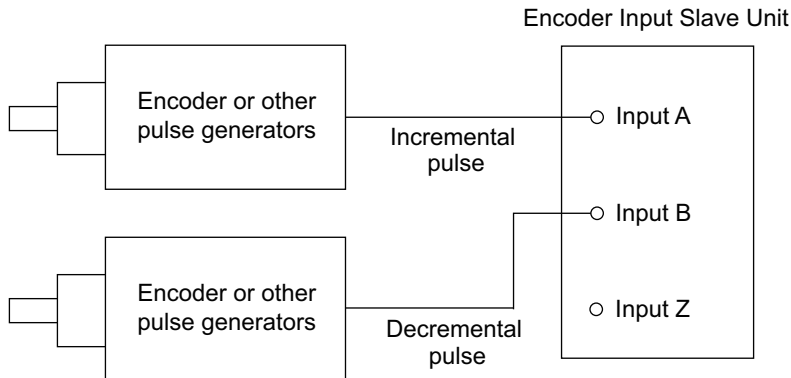 Encoder Input Slave Unit
Encoder or other
pulse generators
Incremental
pulse
Input A
Input B
Encoder or other
pulse generators
Decremental
pulse
Input Z